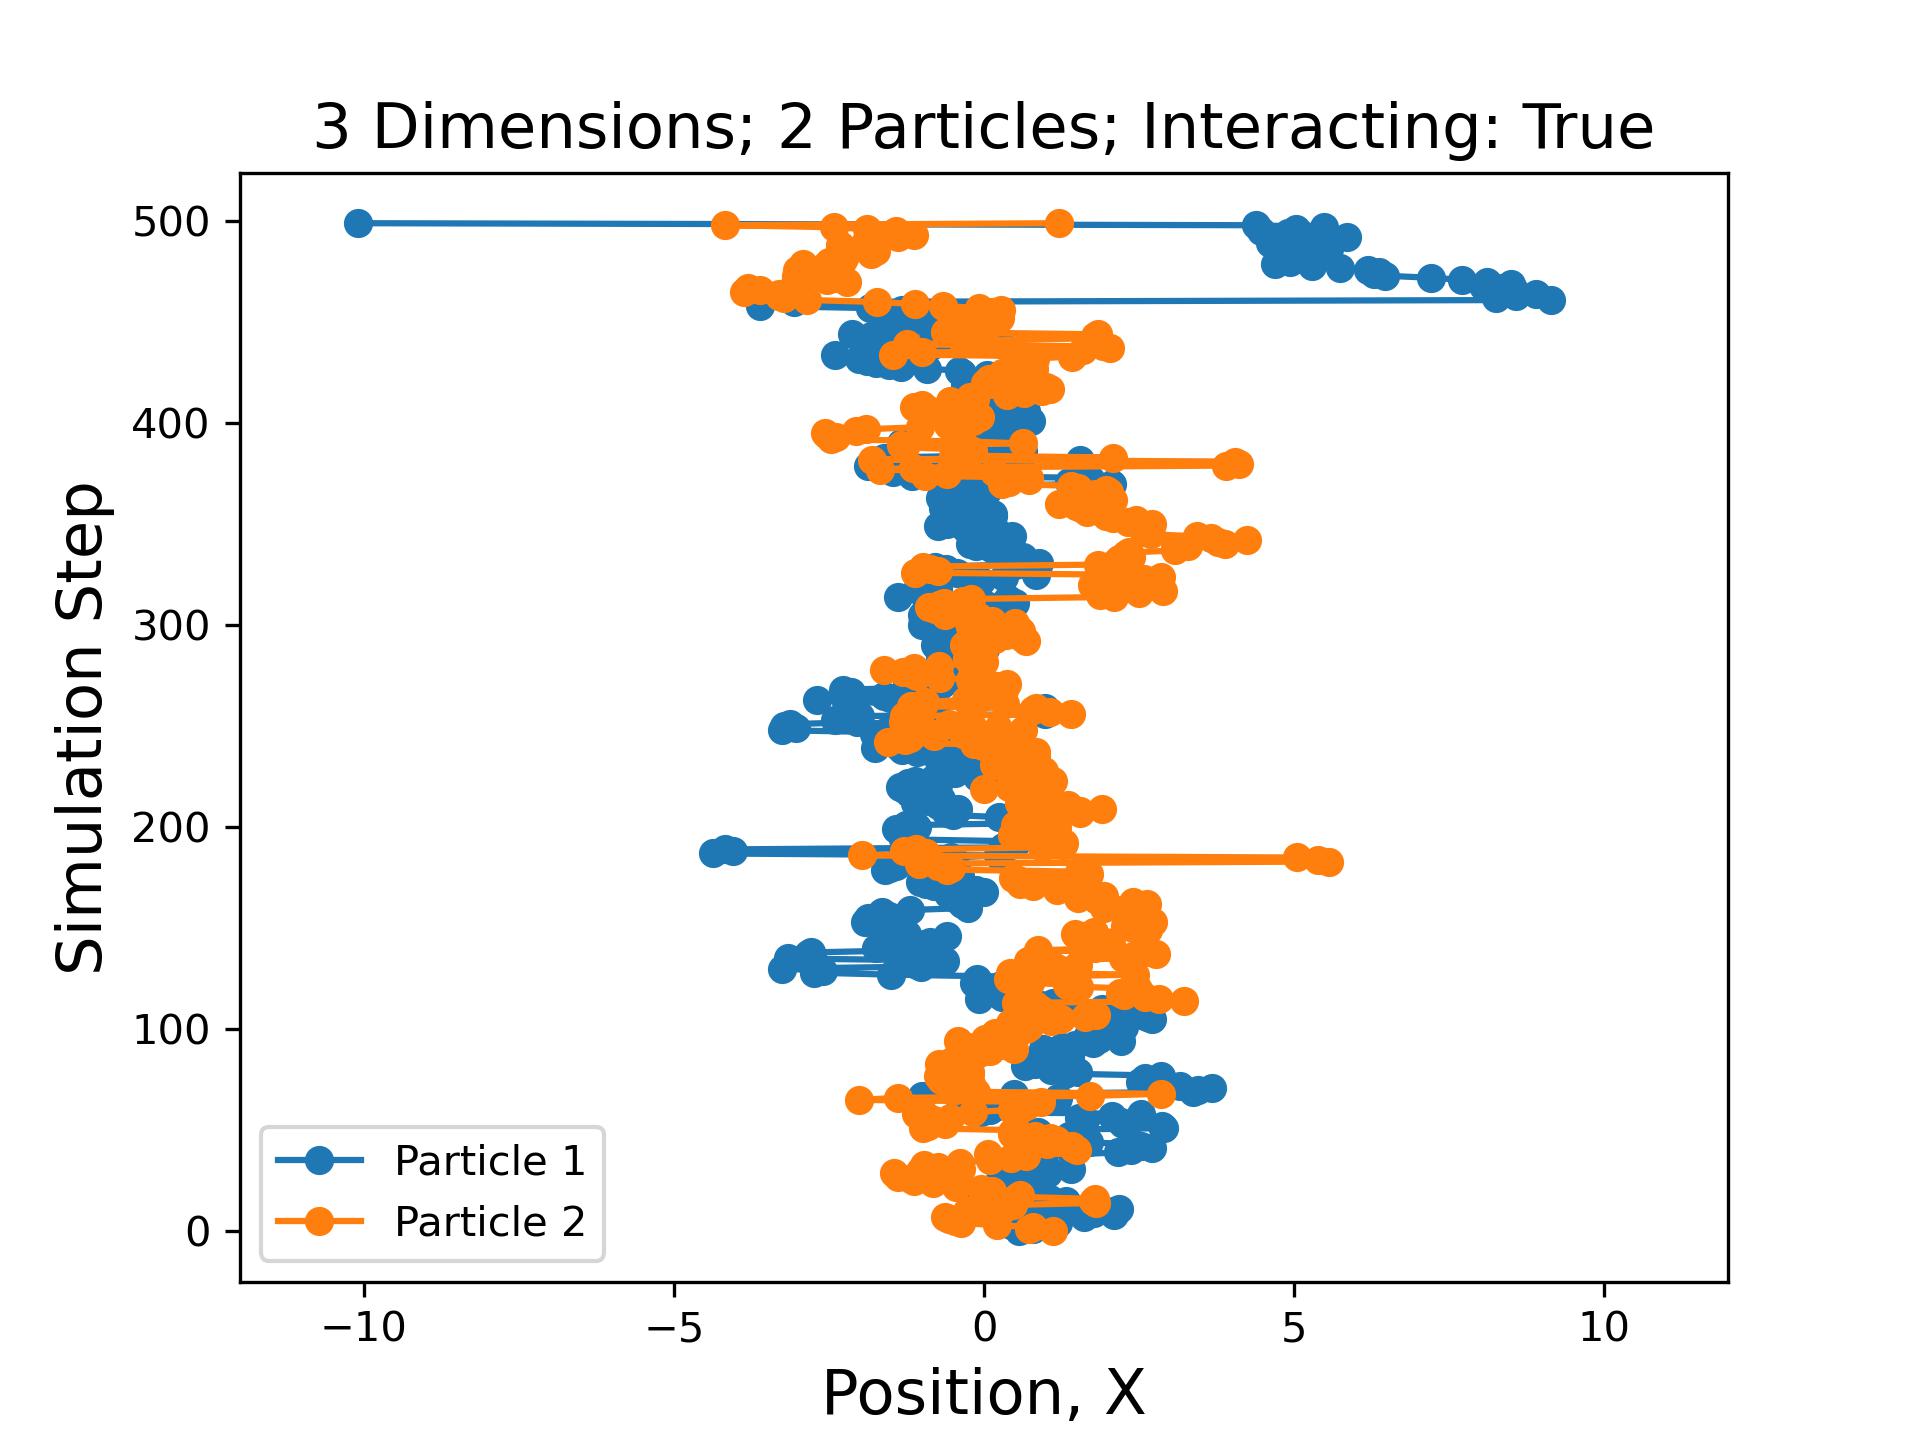 3 Dimensions; 2 Particles; Interacting: True
Simulation Step
500
400
300
200
100
0
Particle 1
Particle 2
−10
−5
0
5
10
Position, X